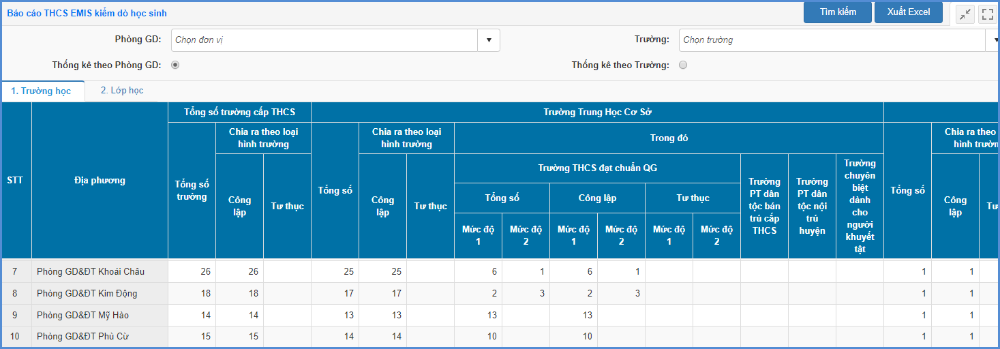 Báo cáo THCS EMIS kiểm dò học sinh
Tìm kiếm
Xuất Excel
Phòng GD:
Chọn đơn vị
Trường:
Chọn trường
Thống kê theo Phòng GD:
Thống kê theo Trường:
1. Trường học
2. Lớp học
STT
Địa phương
Tổng số trường cấp THCS
Trường Trung Học Cơ Sở
Tổng số
trường
Chia ra theo loại
hình trường
Công
lập
Tư thục
Tổng số
Chia ra theo loại
hình trường
Công
lập
Tư thục
Trong đó
Trường THCS đạt chuẩn QG
Tổng số
Công lập
Tư thục
Mức độ
1
Mức độ
2
Mức độ
1
Mức độ
2
Mức độ
1
Mức độ
2
Trường
PT dân
tộc bán
trú cấp
THCS
Trường
PT dân
tộc nội
trú
huyện
Trường
chuyên
biệt
dành
cho
người
khuyết
tật
Tổng số
Chia ra theo
hình trườn
Công
lập
Tư
7 Phòng GD&ĐT Khoái Châu 26 26 25 25 6 1 6 1 1 1
8 Phòng GD&ĐT Kim Động 18 18 17 17 2 3 2 3 1 1
9 Phòng GD&ĐT Mỹ Hào 14 14 13 13 13 13 1 1
10 Phòng GD&ĐT Phù Cừ 15 15 14 14 10 10 1 1